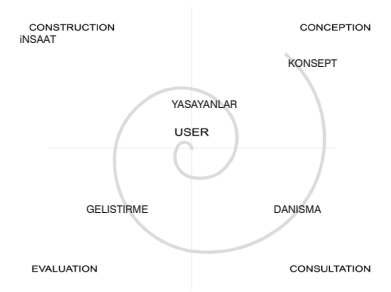 CONSTRUCTION
iNSAAT
CONCEPTION
KONSEPT
YASAYANLAR
USER
GELISTIRME
DANISMA
EVALUATION
CONSULTATION